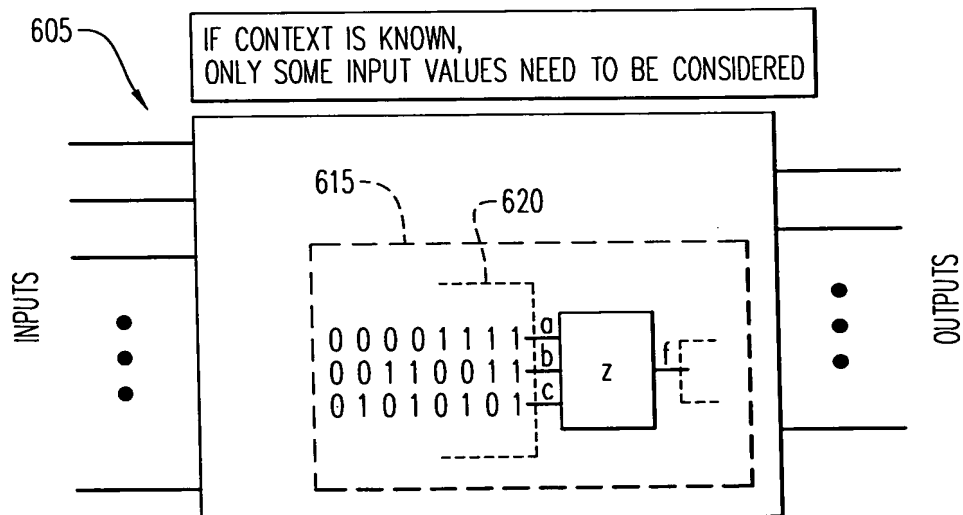 605
IF CONTEXT IS KNOWN,
ONLY SOME INPUT VALUES NEED TO BE CONSIDERED
615
620
INPUTS
0 0 0 0 1 1 1 1 a
0 0 1 1 0 0 1 1 b
0 1 0 1 0 1 0 1 c
z
f
OUTPUTS